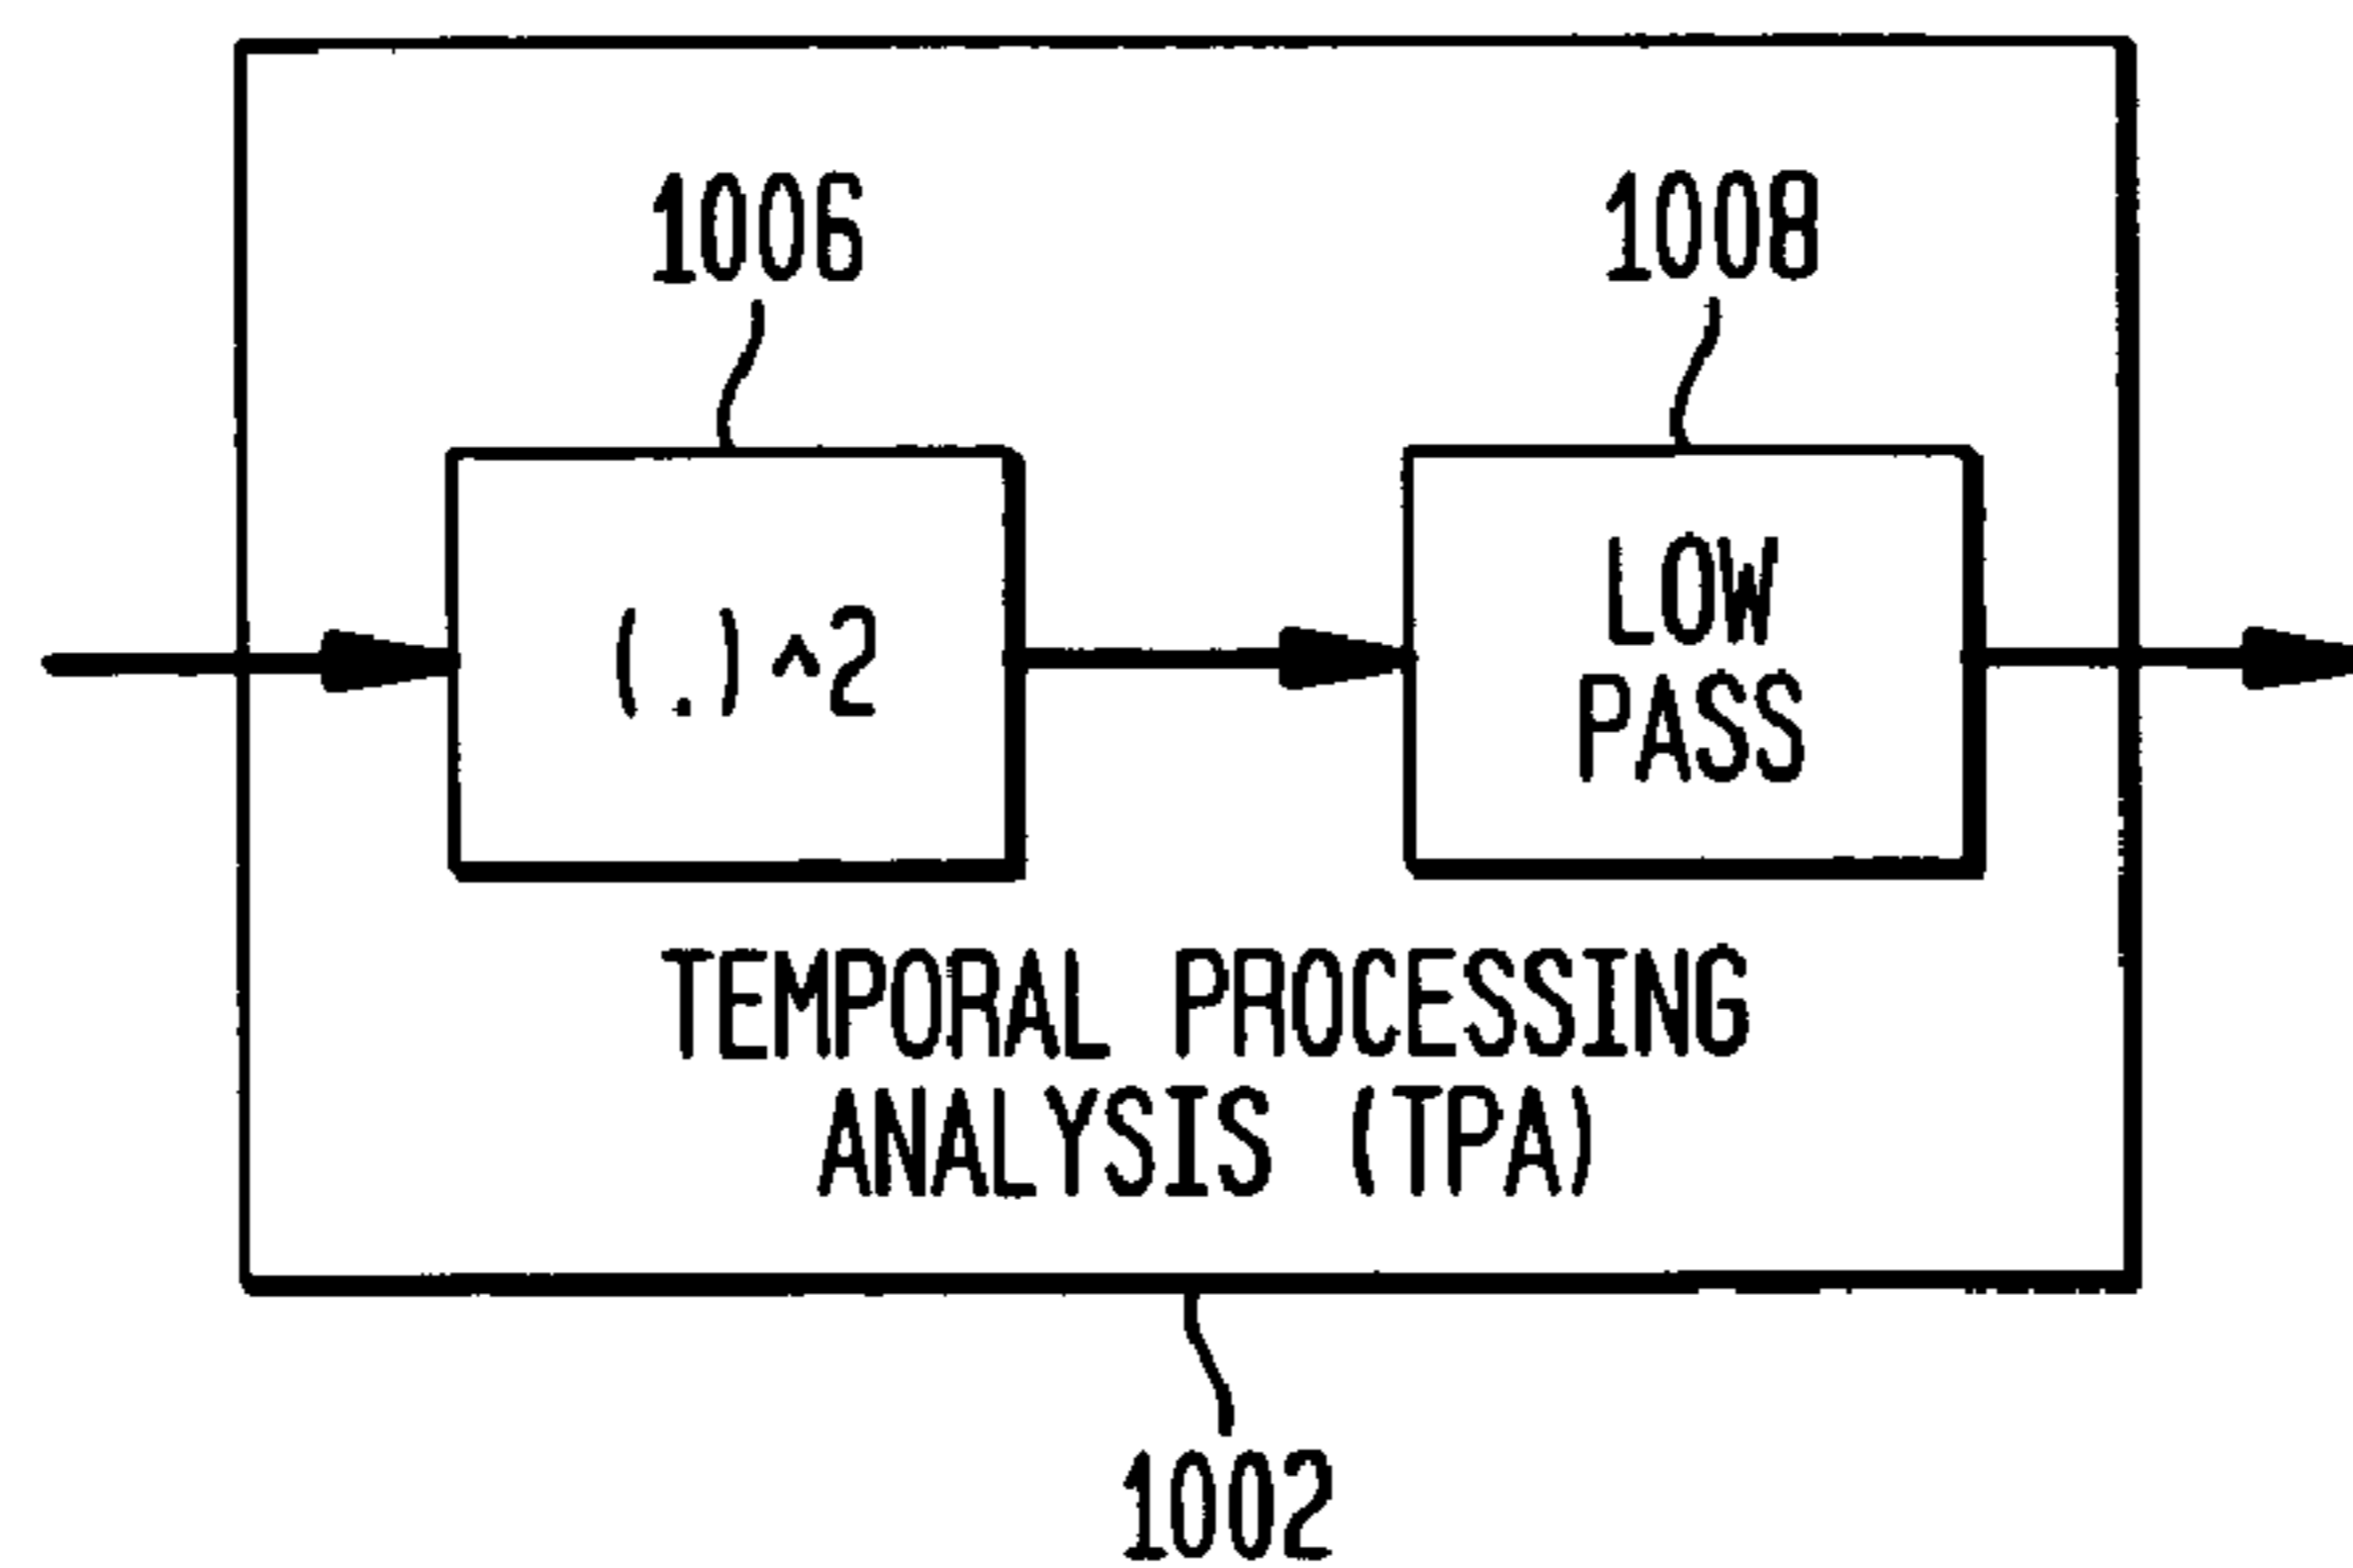 1006
1008
(.)^2
LOW
PASS
TEMPORAL PROCESSING
ANALYSIS (TPA)
1002